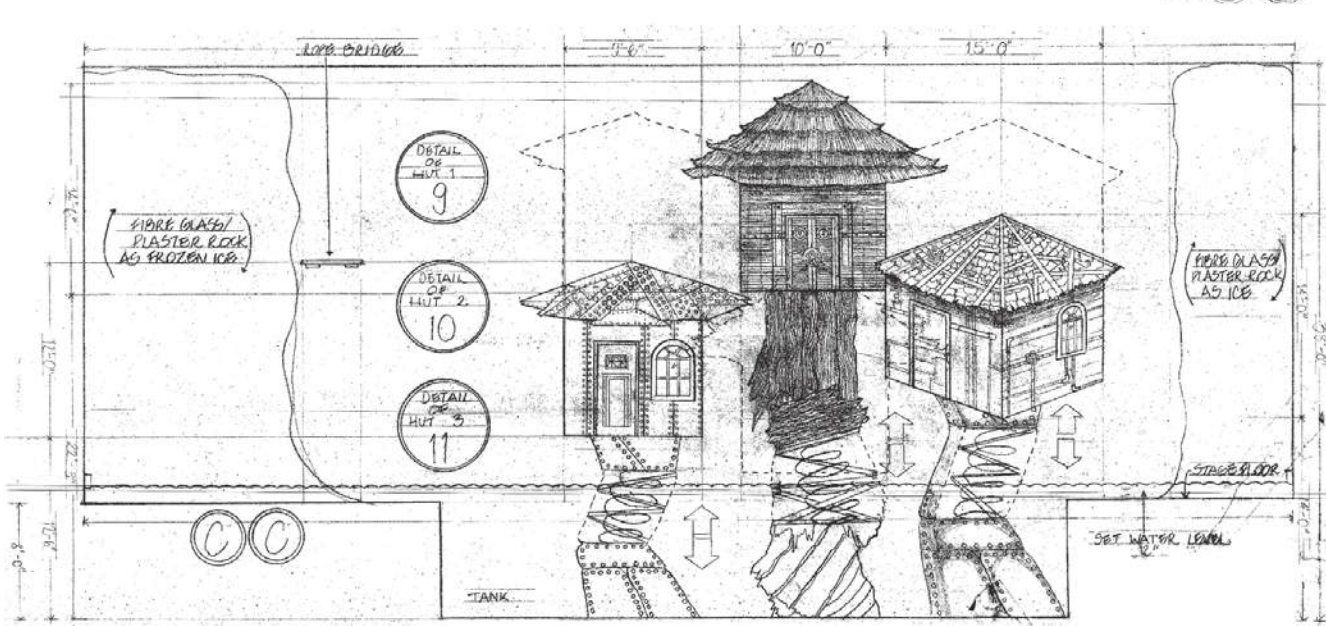 ROPE BRIDGE
9'-6"
10'-0"
15'-0"
DETAIL
OF
HUT 1
9
FIBRE GLASS/
PLASTER ROCK
AS FROZEN ICE
DETAIL
OF
HUT 2
10
FIBRE GLASS/
PLASTER ROCK
AS ICE
DETAIL
OF
HUT 3
11
STAGE FLOOR
C C
SET WATER LEVEL
TANK